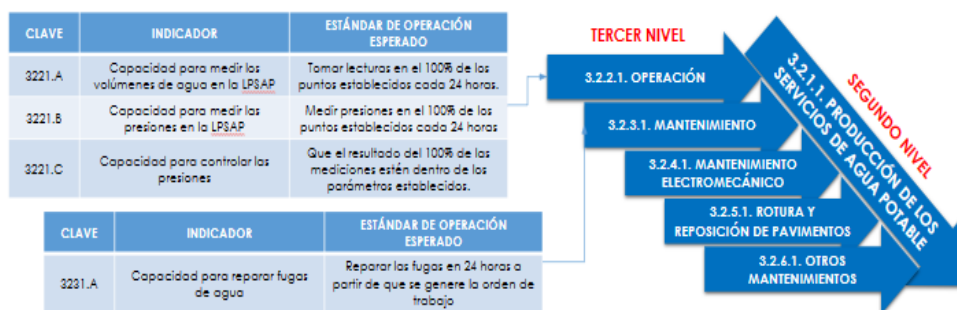 CLAVE
INDICADOR
ESTÁNDAR DE OPERACIÓN
ESPERADO
3221.A
Capacidad para medir los
volúmenes de agua en la LPSAP
Tomar lecturas en el 100% de los
puntos establecidos cada 24 horas.
3221.B
Capacidad para medir las
presiones en la LPSAP
Medir presiones en el 100% de los
puntos establecidos cada 24 horas
3221.C
Capacidad para controlar las
presiones
Que el resultado del 100% de las
mediciones estén dentro de los
parámetros establecidos.
CLAVE
INDICADOR
ESTÁNDAR DE OPERACIÓN
ESPERADO
3231.A
Capacidad para reparar fugas
de agua
Reparar las fugas en 24 horas a
partir de que se genere la orden de
trabajo
TERCER NIVEL
3.2.2.1. OPERACIÓN
3.2.3.1. MANTENIMIENTO
3.2.4.1. MANTENIMIENTO
ELECTROMECÁNICO
3.2.5.1. ROTURA Y
REPOSICIÓN DE PAVIMENTOS
3.2.6.1. OTROS
MANTENIMIENTOS
SEGUNDO NIVEL
3.2.1.1. PRODUCCIÓN DE LOS
SERVICIOS DE AGUA POTABLE